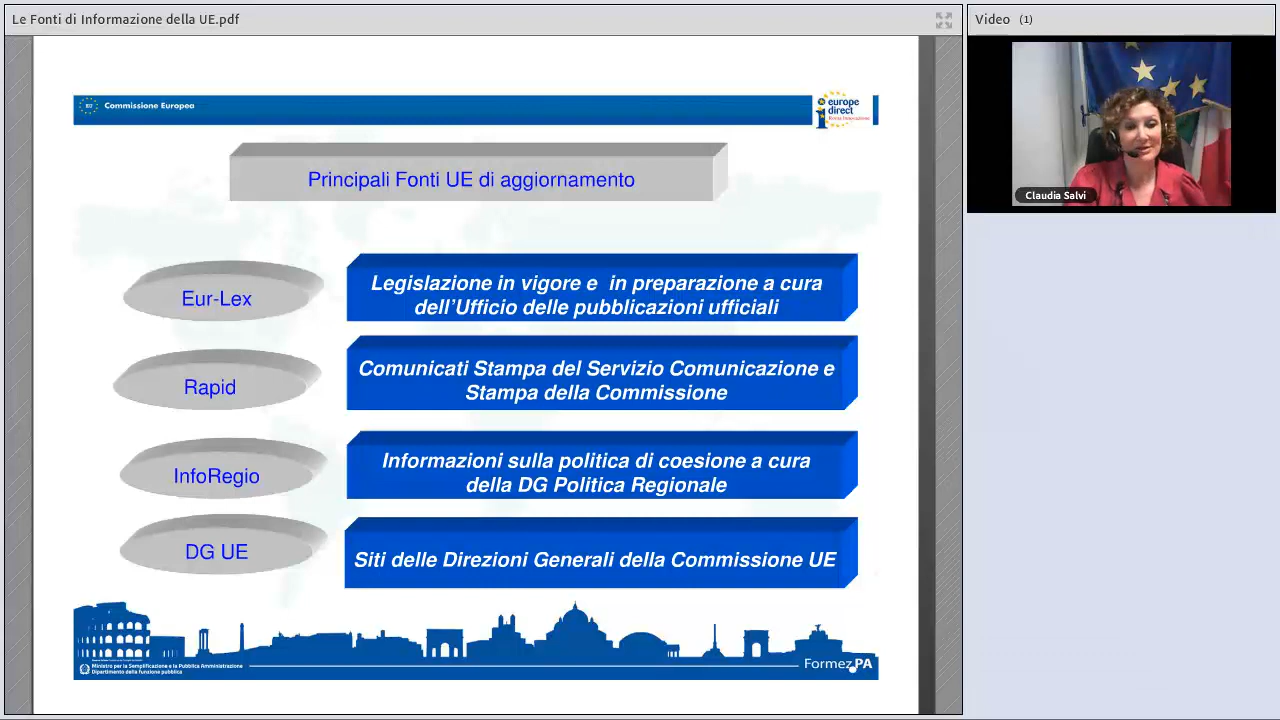 Le Fonti di Informazione della UE.pdf
Video (1)
Commissione Europea
europe
direct
Roma Innovazione
Claudia Salvi
Principali Fonti UE di aggiornamento
Eur-Lex
Legislazione in vigore e in preparazione a cura
dell'Ufficio delle pubblicazioni ufficiali
Rapid
Comunicati Stampa del Servizio Comunicazione e
Stampa della Commissione
InfoRegio
Informazioni sulla politica di coesione a cura
della DG Politica Regionale
DG UE
Siti delle Direzioni Generali della Commissione UE
Ministro per la Semplificazione e la Pubblica Amministrazione
Dipartimento della funzione pubblica
FormezPA